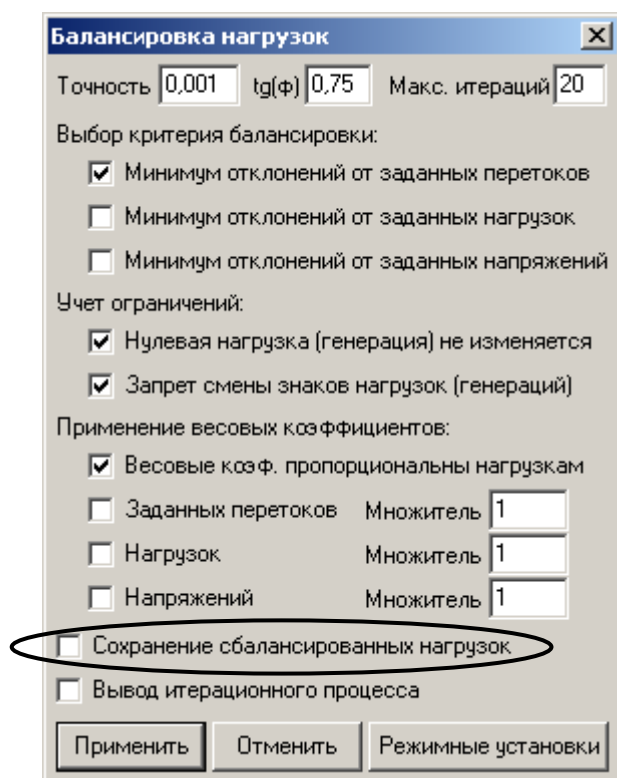 Балансировка нагрузок
Точность 0,001 tg(φ) 0,75 Макс. итераций 20
Выбор критерия балансировки:
Минимум отклонений от заданных перетоков
Минимум отклонений от заданных нагрузок
Минимум отклонений от заданных напряжений
Учет ограничений:
Нулевая нагрузка (генерация) не изменяется
Запрет смены знаков нагрузок (генераций)
Применение весовых коэффициентов:
Весовые коэф. пропорциональны нагрузкам
Заданных перетоков Множитель 1
Нагрузок Множитель 1
Напряжений Множитель 1
Сохранение сбалансированных нагрузок
Вывод итерационного процесса
Применить Отменить Режимные установки